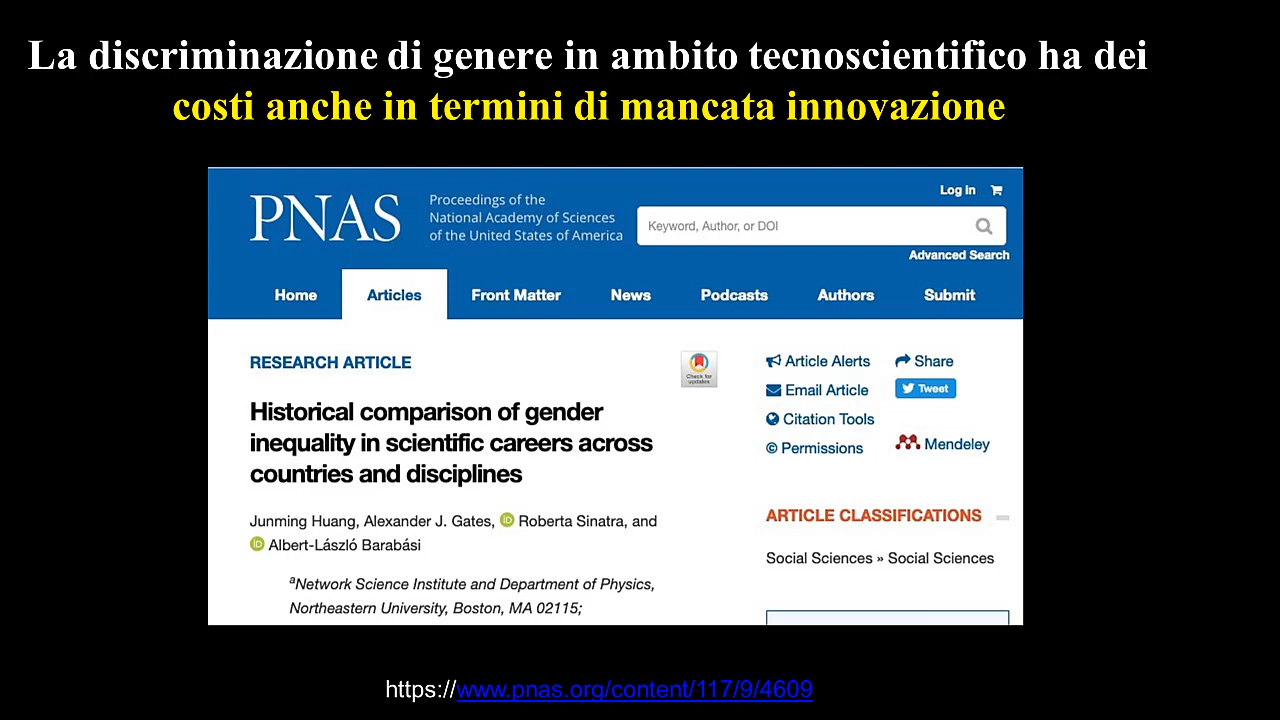 La discriminazione di genere in ambito tecnoscientifico ha dei
costi anche in termini di mancata innovazione
PNAS
Proceedings of the
National Academy of Sciences
of the United States of America
Log in
Keyword, Author, or DOI
Advanced Search
Home Articles Front Matter News Podcasts Authors Submit
RESEARCH ARTICLE
Check for
updates
Historical comparison of gender
inequality in scientific careers across
countries and disciplines
Junming Huang, Alexander J. Gates, iD Roberta Sinatra, and
iD Albert-László Barabási
aNetwork Science Institute and Department of Physics,
Northeastern University, Boston, MA 02115;
Article Alerts Share
Email Article Tweet
Citation Tools
© Permissions Mendeley
ARTICLE CLASSIFICATIONS
Social Sciences » Social Sciences
https://www.pnas.org/content/117/9/4609